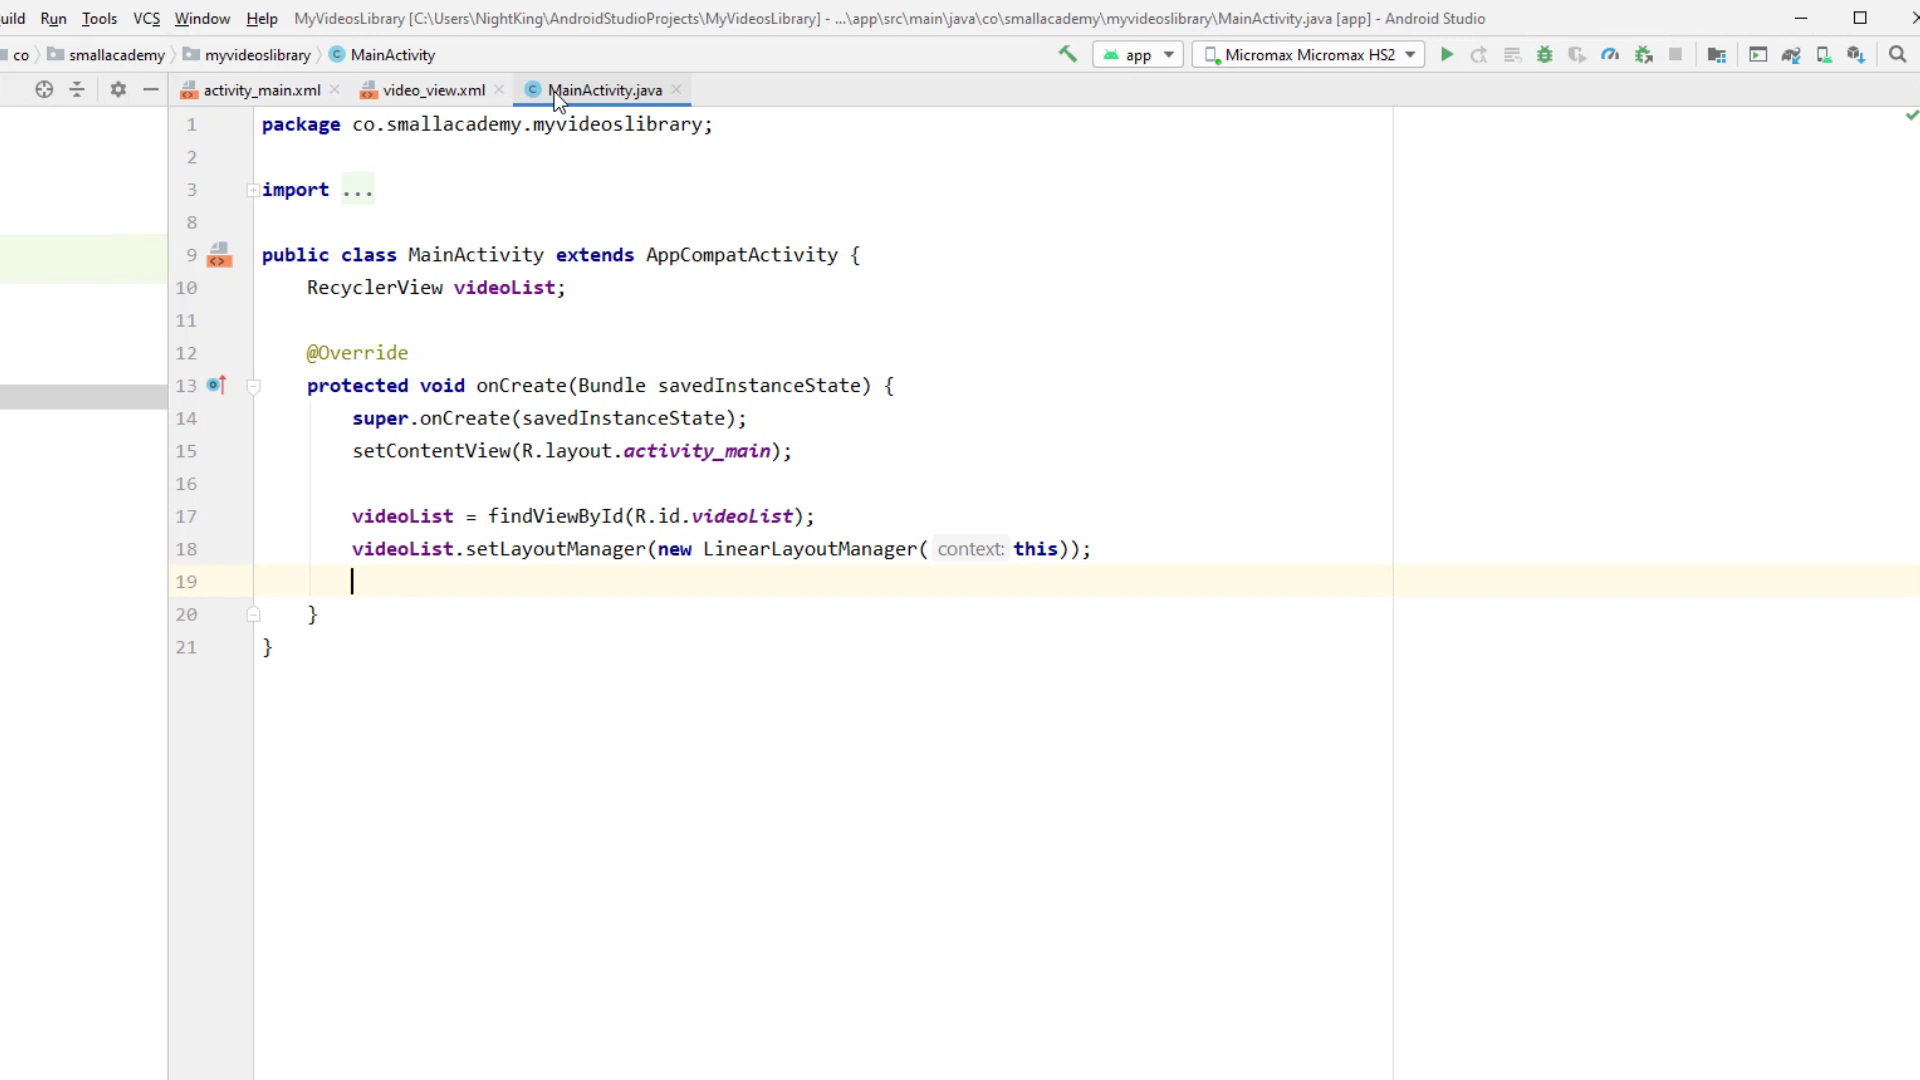 uild Run Tools VCS Window Help MyVideosLibrary [C:\Users\NightKing\AndroidStudioProjects\MyVideosLibrary] - ...\app\src\main\java\co\smallacademy\myvideoslibrary\MainActivity.java [app] - Android Studio
co smallacademy myvideoslibrary MainActivity app Micromax Micromax HS2
activity_main.xml video_view.xml MainActivity.java
1 package co.smallacademy.myvideoslibrary;
2
3 import ...
8
9 public class MainActivity extends AppCompatActivity {
10 RecyclerView videoList;
11
12 @Override
13 protected void onCreate(Bundle savedInstanceState) {
14 super.onCreate(savedInstanceState);
15 setContentView(R.layout.activity_main);
16
17 videoList = findViewById(R.id.videoList);
18 videoList.setLayoutManager(new LinearLayoutManager( context: this));
19
20 }
21 }